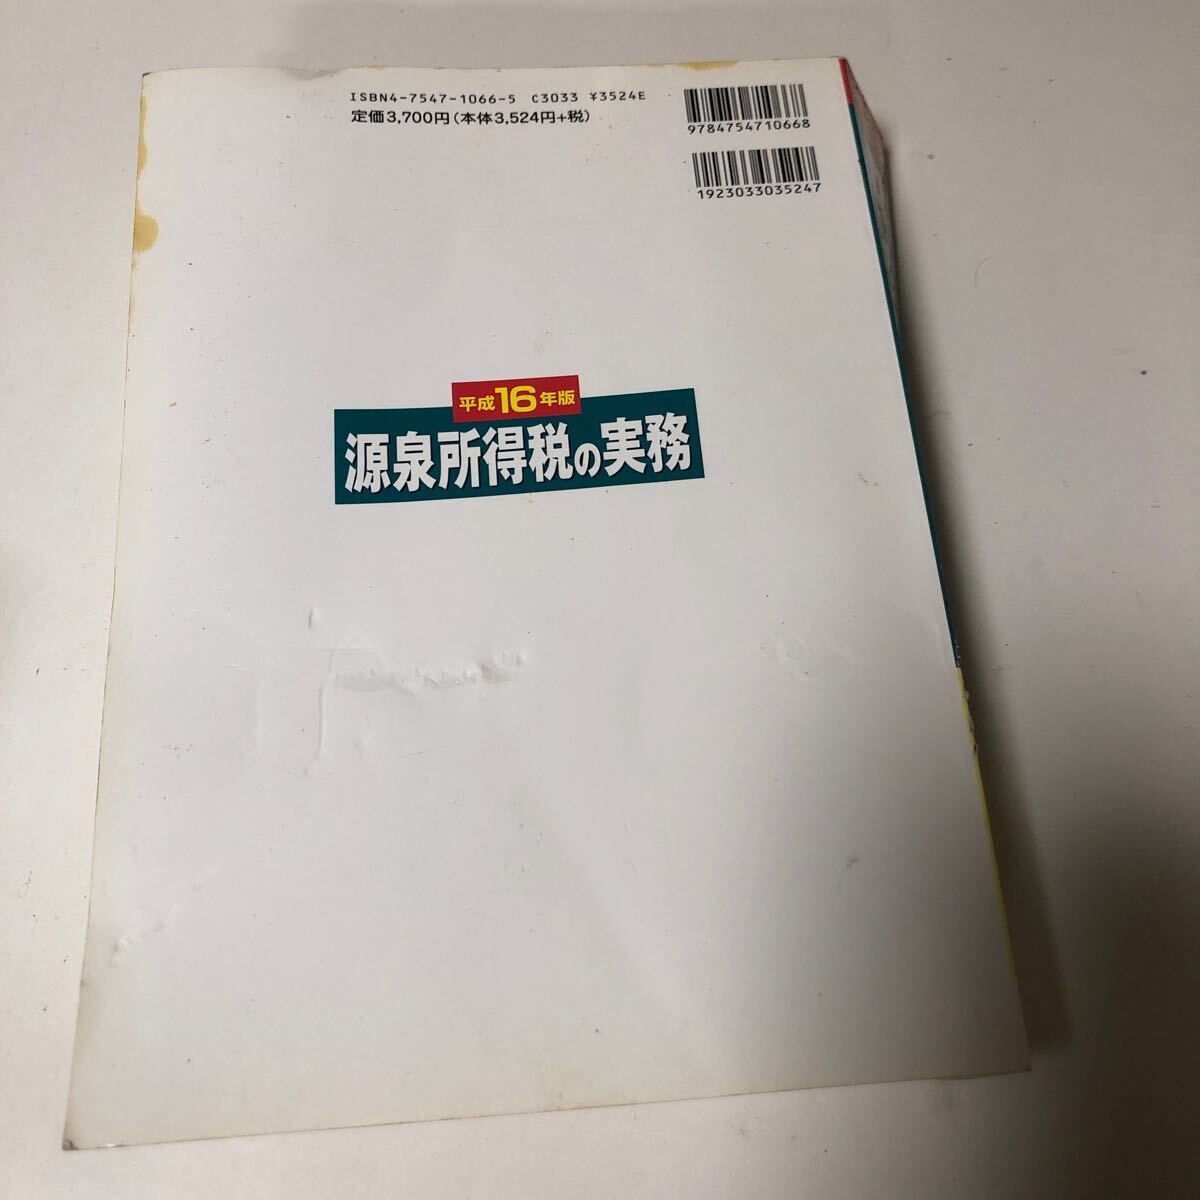 ISBN4-7547-1066-5 C3033 ¥3524E
定価3,700円(本体3,524円+税)
9784754710668
1923033035247
平成16年版
源泉所得税の実務